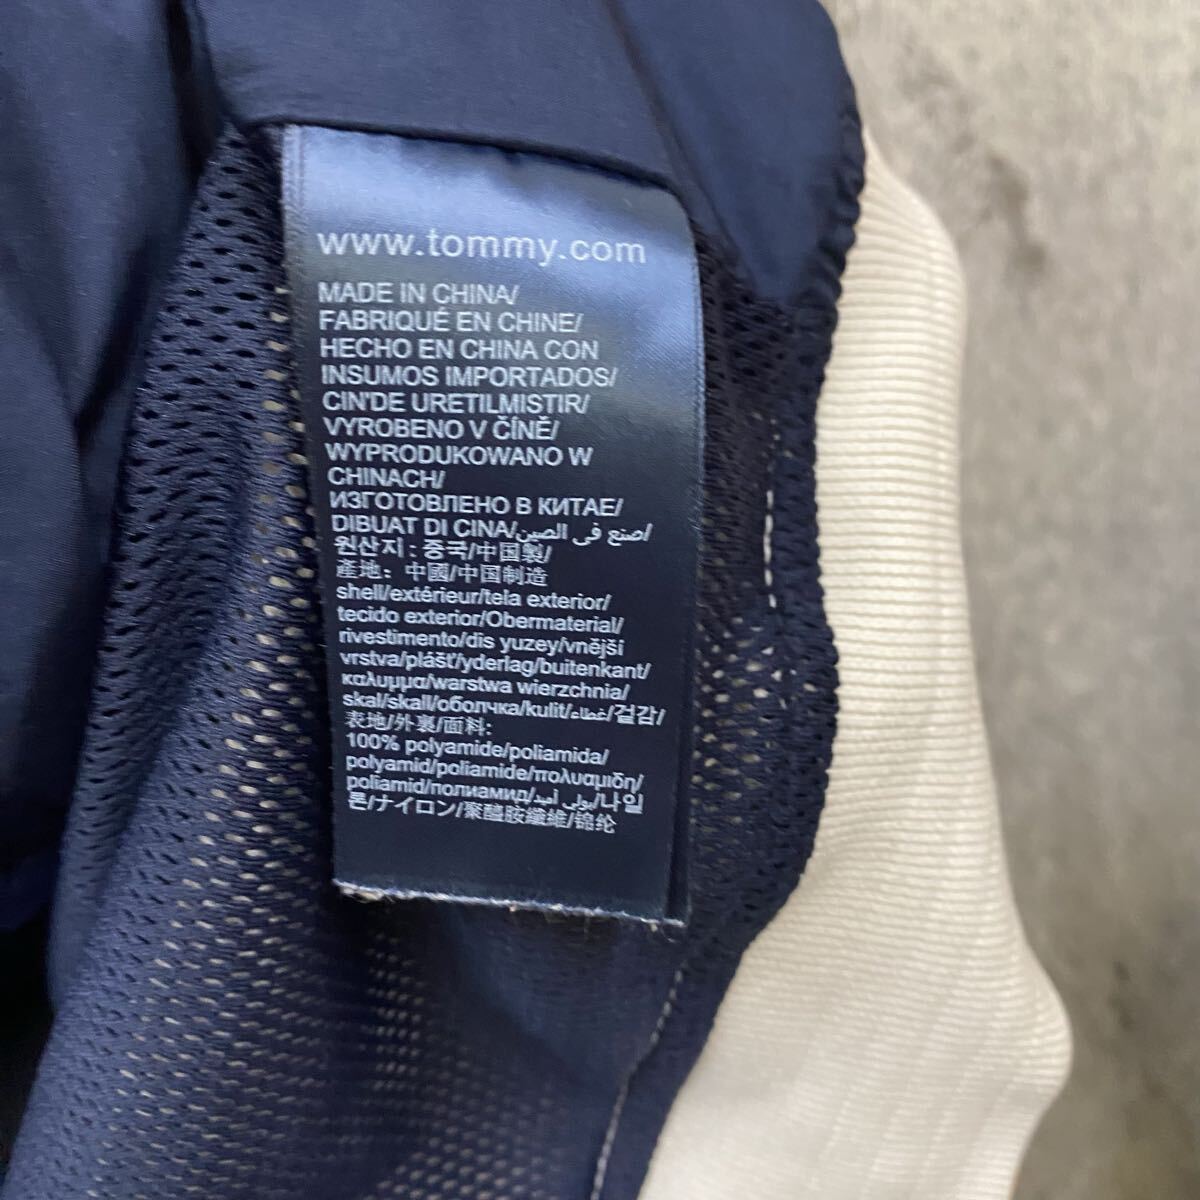 www.tommy.com
MADE IN CHINA/
FABRIQUÉ EN CHINE/
HECHO EN CHINA CON
INSUMOS IMPORTADOS/
CIN'DE URETILMISTIR/
VYROBENO V ČÍNĚ/
WYPRODUKOWANO W
CHINACH/
ИЗГОТОВЛЕНО В КИТАЕ/
DIBUAT DI CINA/صنع فى الصين/
원산지 : 중국/中国製/
產地: 中國/中国制造
shell/extérieur/tela exterior/
tecido exterior/Obermaterial/
rivestimento/dis yuzey/vnější
vrstva/plášť/yderlag/buitenkant/
καλυμμα/warstwa wierzchnia/
skal/skall/оболчка/kulit/غطاء/겉감/
表地/外裏/面料:
100% polyamide/poliamida/
polyamid/poliamide/πολυαμιδη/
poliamid/полиамид/بولي أميد/나일
론/ナイロン/聚醯胺纖維/锦纶